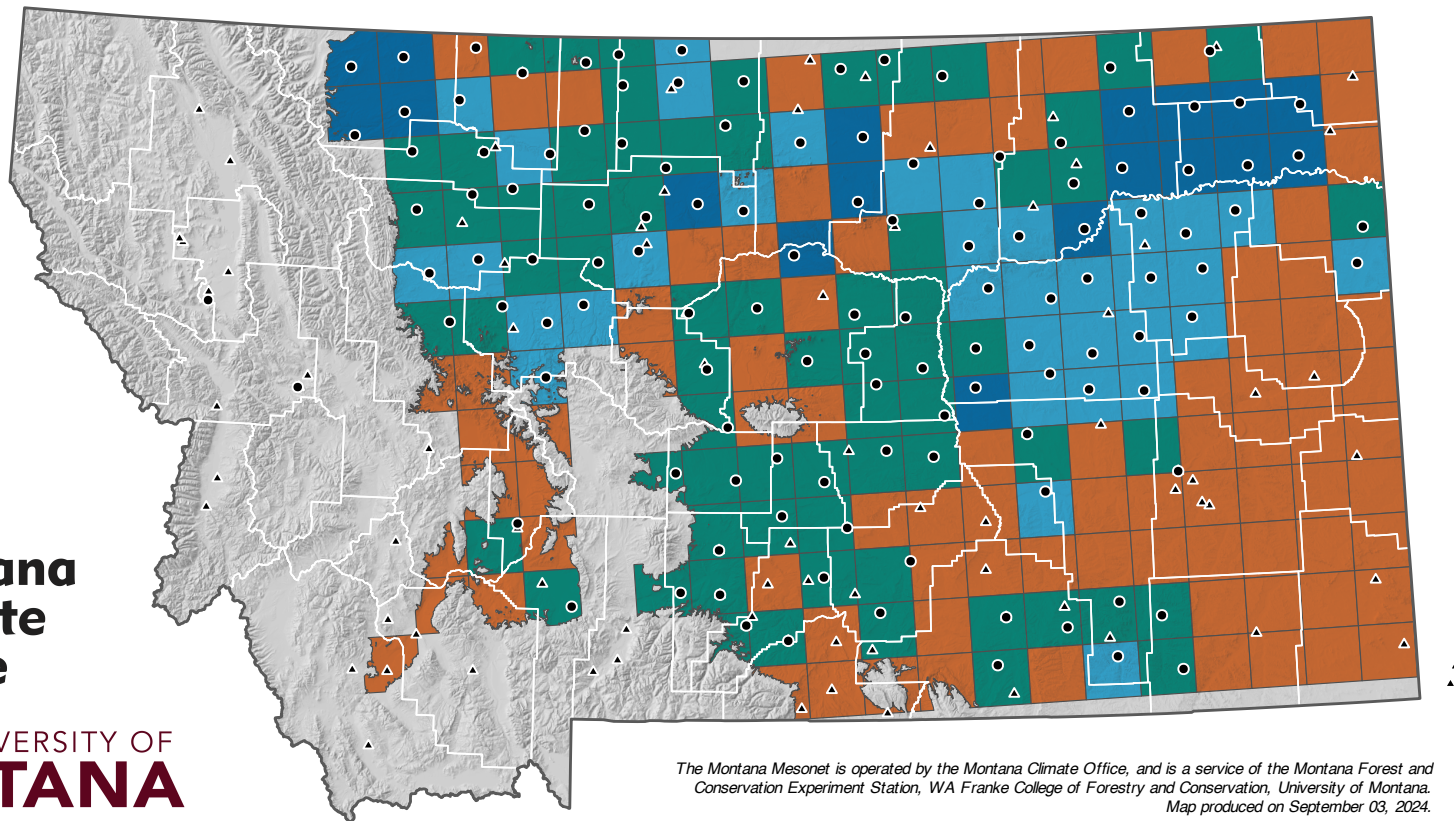 ana
te
e
VERSITY OF
TANA
The Montana Mesonet is operated by the Montana Climate Office, and is a service of the Montana Forest and
Conservation Experiment Station, WA Franke College of Forestry and Conservation, University of Montana.
Map produced on September 03, 2024.